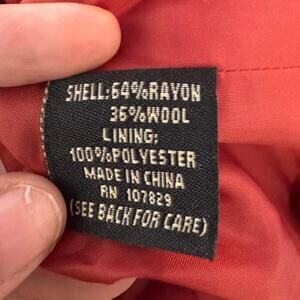 SHELL:64%RAYON
36%WOOL
LINING:
100%POLYESTER
MADE IN CHINA
RN 107829
(SEE BACK FOR CARE)